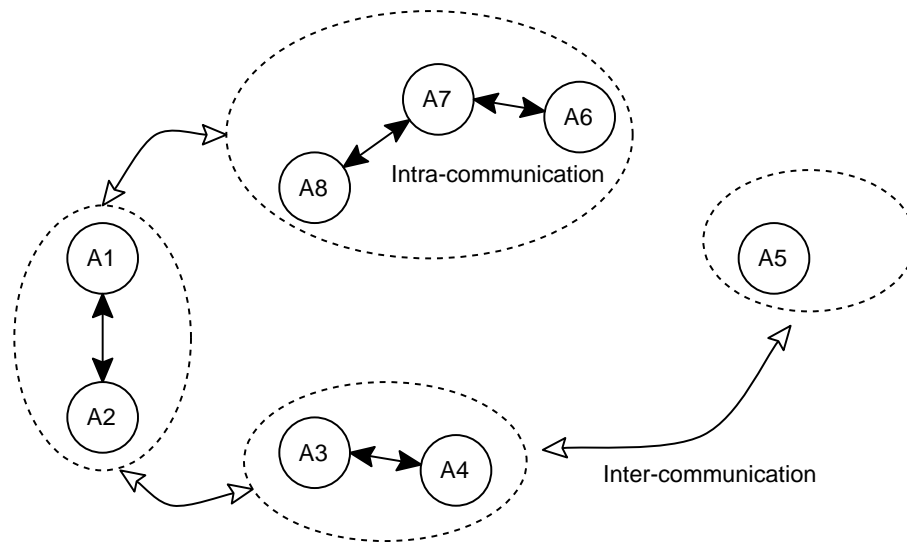 A7
A6
A8
Intra-communication
A1
A5
A2
A3
A4
Inter-communication